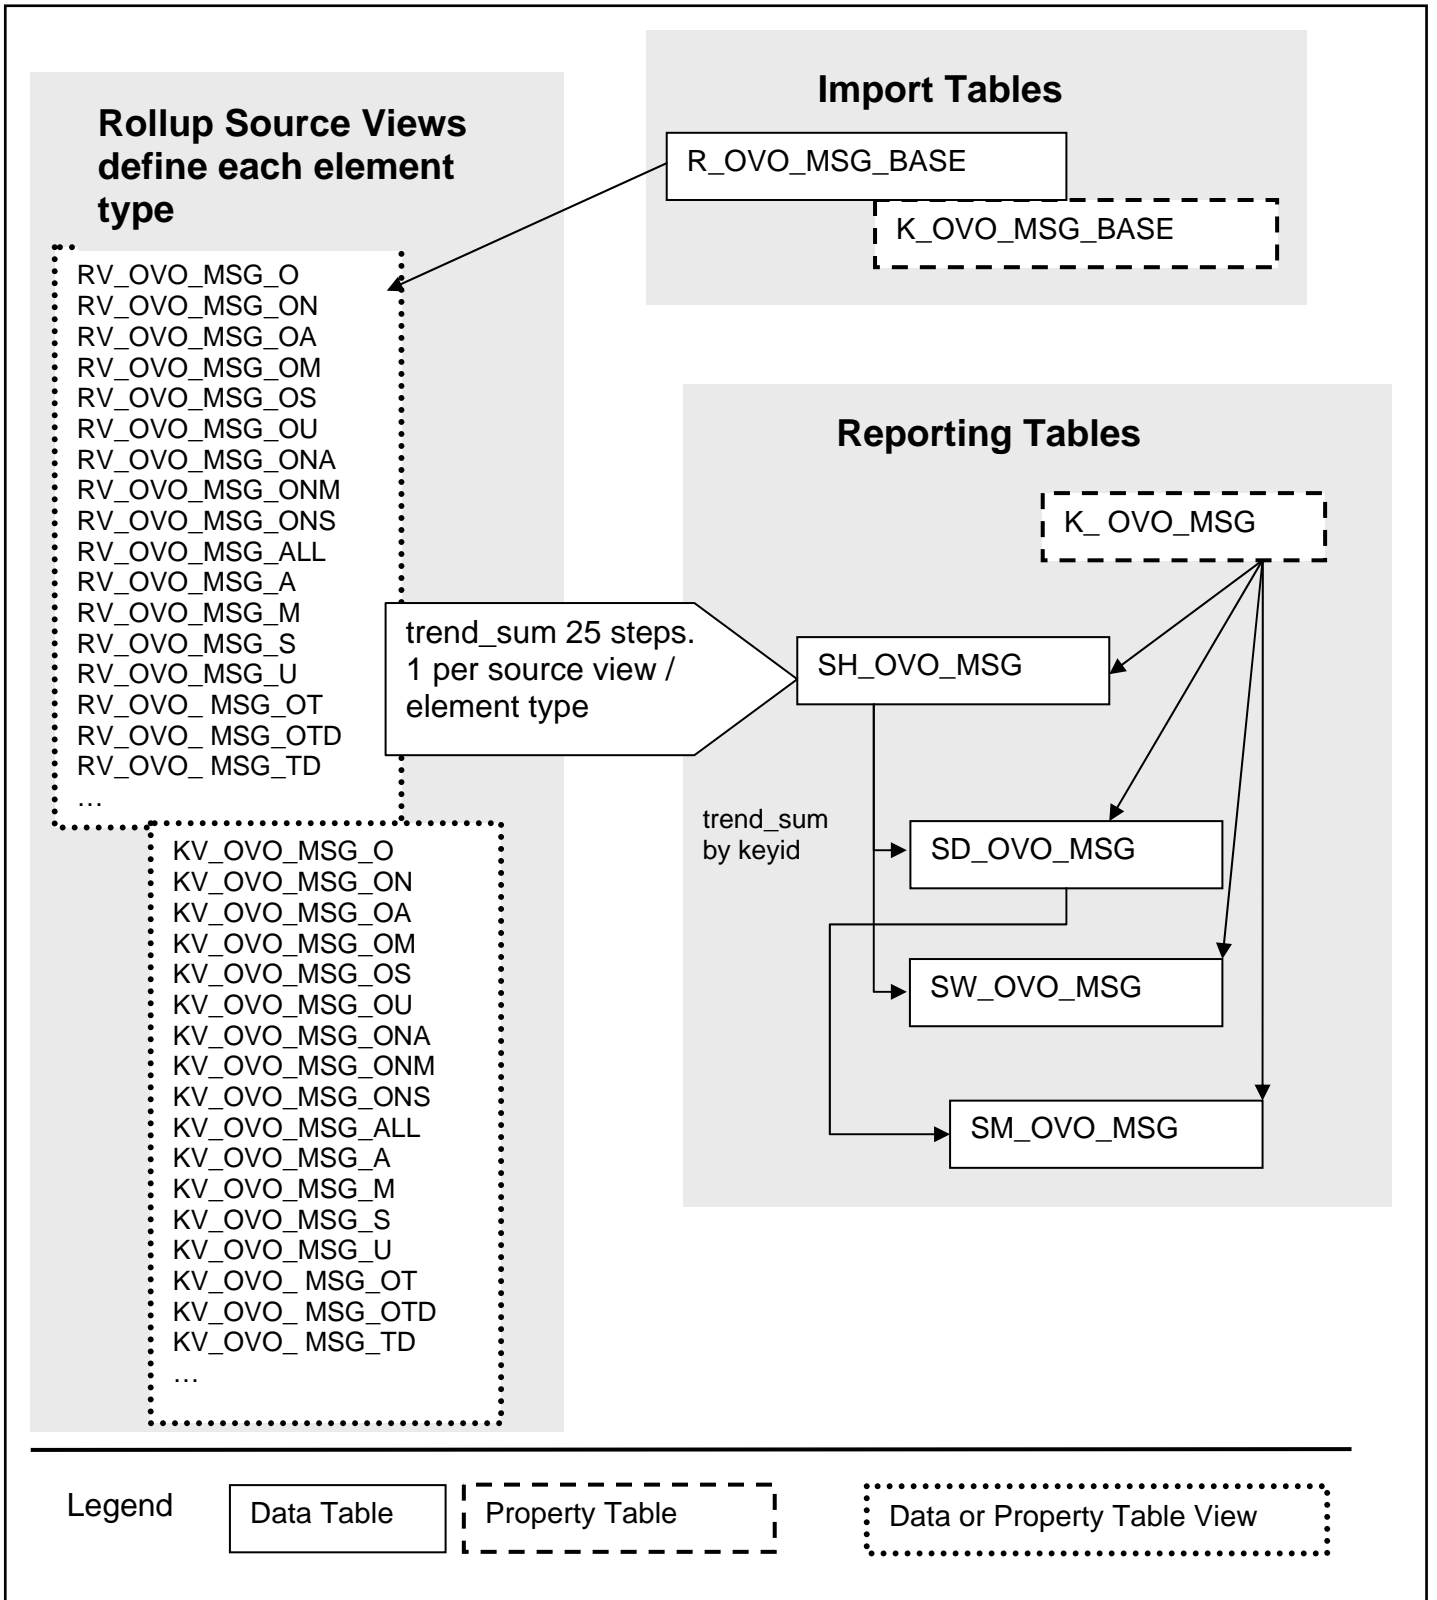 Rollup Source Views
define each element
type
RV_OVO_MSG_O
RV_OVO_MSG_ON
RV_OVO_MSG_OA
RV_OVO_MSG_OM
RV_OVO_MSG_OS
RV_OVO_MSG_OU
RV_OVO_MSG_ONA
RV_OVO_MSG_ONM
RV_OVO_MSG_ONS
RV_OVO_MSG_ALL
RV_OVO_MSG_A
RV_OVO_MSG_M
RV_OVO_MSG_S
RV_OVO_MSG_U
RV_OVO_ MSG_OT
RV_OVO_ MSG_OTD
RV_OVO_ MSG_TD
…
KV_OVO_MSG_O
KV_OVO_MSG_ON
KV_OVO_MSG_OA
KV_OVO_MSG_OM
KV_OVO_MSG_OS
KV_OVO_MSG_OU
KV_OVO_MSG_ONA
KV_OVO_MSG_ONM
KV_OVO_MSG_ONS
KV_OVO_MSG_ALL
KV_OVO_MSG_A
KV_OVO_MSG_M
KV_OVO_MSG_S
KV_OVO_MSG_U
KV_OVO_ MSG_OT
KV_OVO_ MSG_OTD
KV_OVO_ MSG_TD
…
Import Tables
R_OVO_MSG_BASE
K_OVO_MSG_BASE
trend_sum 25 steps.
1 per source view /
element type
Reporting Tables
K_ OVO_MSG
SH_OVO_MSG
trend_sum
by keyid
SD_OVO_MSG
SW_OVO_MSG
SM_OVO_MSG
Legend
Data Table
Property Table
Data or Property Table View